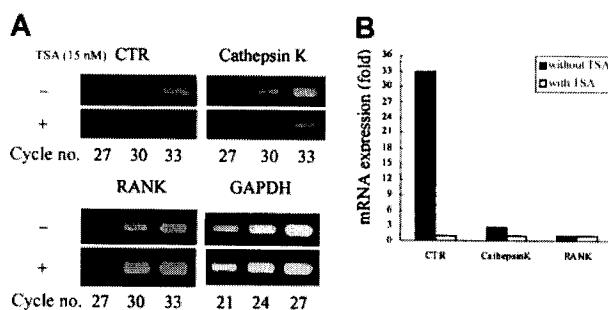 A
TSA (15 nM) CTR Cathepsin K
−
+
Cycle no. 27 30 33 27 30 33
RANK GAPDH
−
+
Cycle no. 27 30 33 21 24 27
B
mRNA expression (fold)
36
33
30
27
24
21
18
15
12
9
6
3
0
without TSA
with TSA
CTR CathepsinK RANK